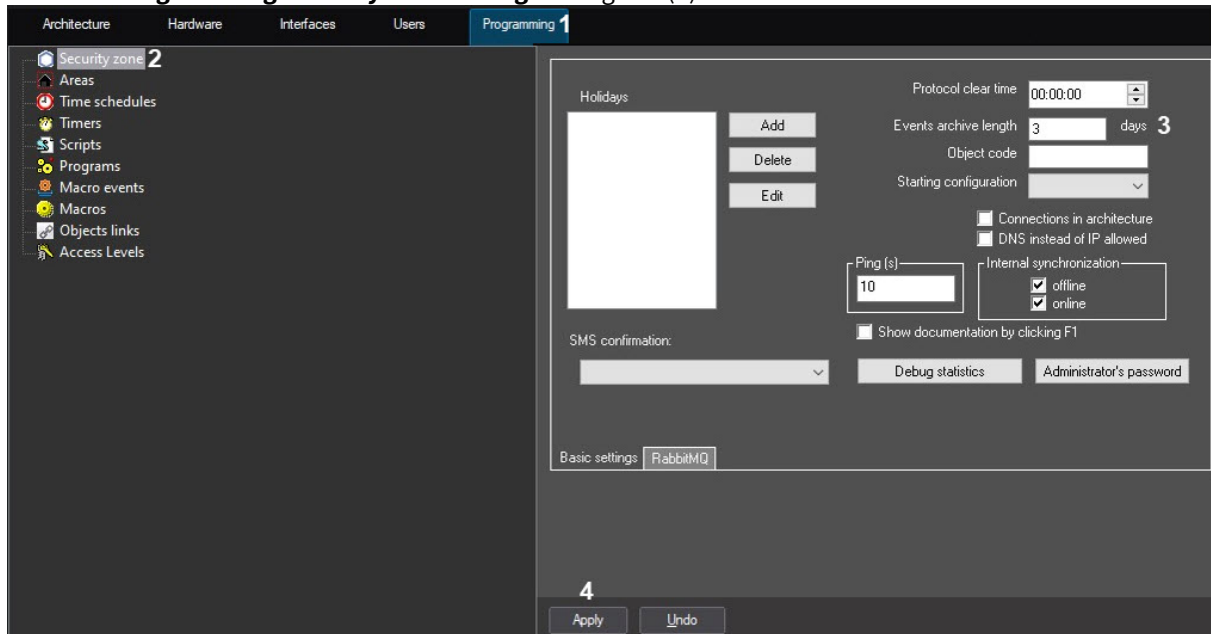 Architecture Hardware Interfaces Users Programming 1
Security zone 2
Areas
Time schedules
Timers
Scripts
Programs
Macro events
Macros
Objects links
Access Levels
Holidays
Add
Delete
Edit
SMS confirmation:
Protocol clear time 00:00:00
Events archive length 3 days 3
Object code
Starting configuration
Connections in architecture
DNS instead of IP allowed
Ping (s)
10
Internal synchronization
offline
online
Show documentation by clicking F1
Debug statistics Administrator's password
Basic settings RabbitMQ
4
Apply Undo